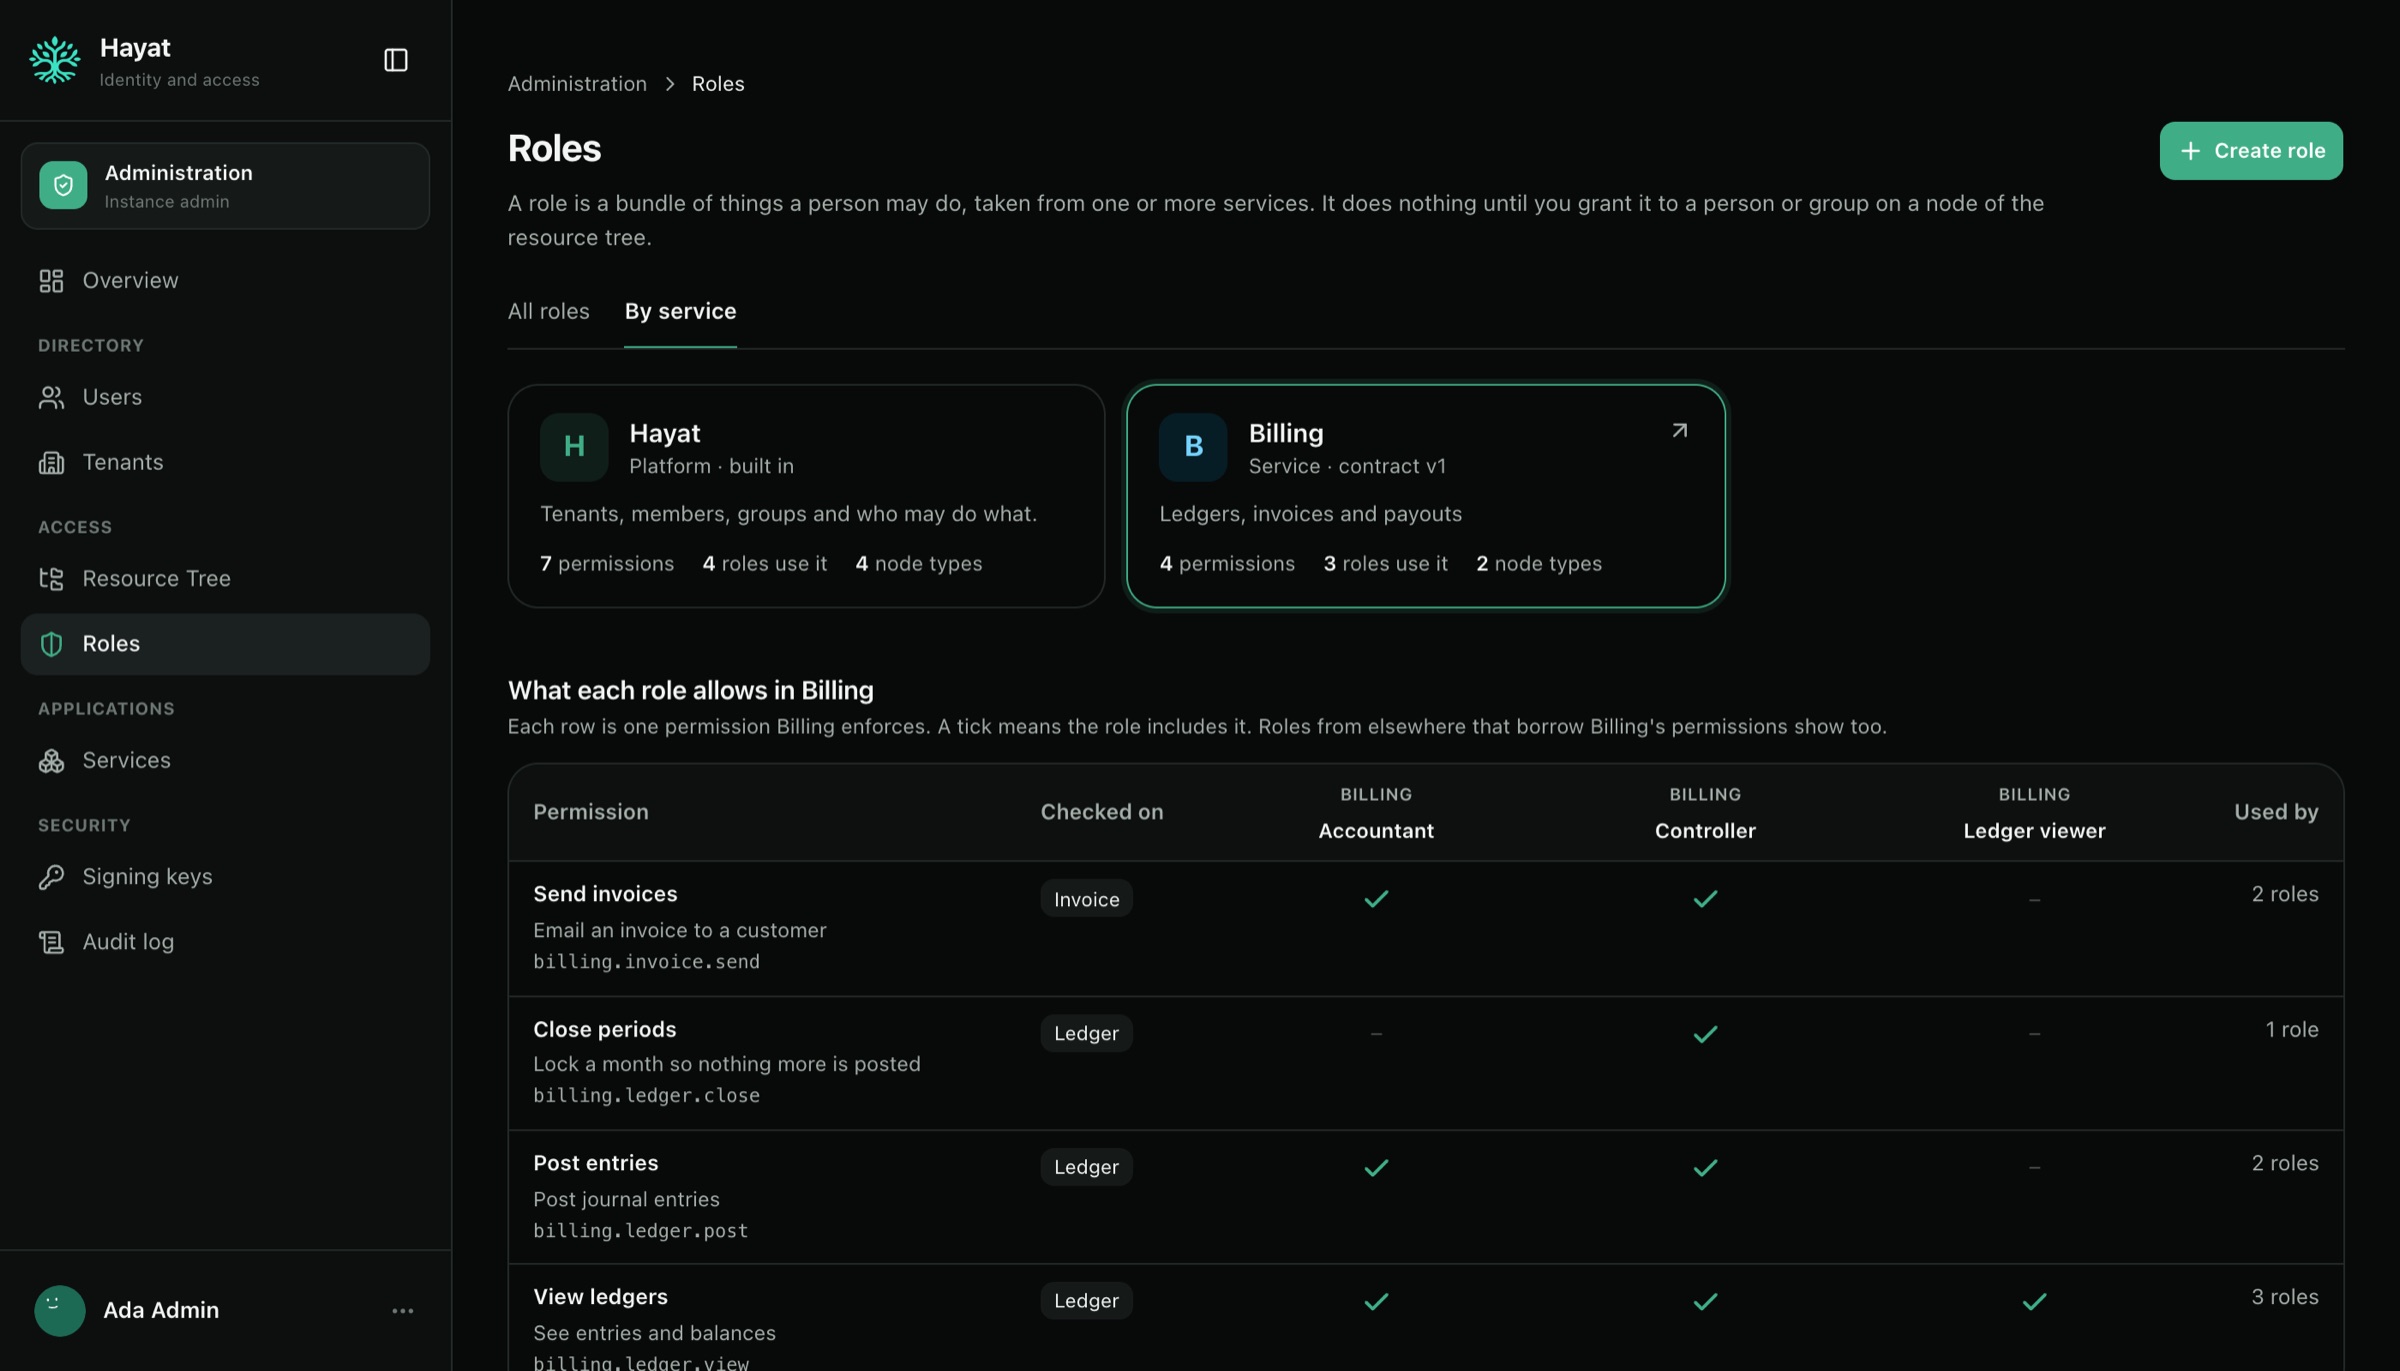 Hayat
Identity and access
Administration
Instance admin
Overview
DIRECTORY
Users
Tenants
ACCESS
Resource Tree
Roles
APPLICATIONS
Services
SECURITY
Signing keys
Audit log
Ada Admin
Administration > Roles
Roles
Create role
A role is a bundle of things a person may do, taken from one or more services. It does nothing until you grant it to a person or group on a node of the
resource tree.
All roles By service
H
Hayat
Platform · built in
Tenants, members, groups and who may do what.
7 permissions 4 roles use it 4 node types
B
Billing
Service · contract v1
Ledgers, invoices and payouts
4 permissions 3 roles use it 2 node types
What each role allows in Billing
Each row is one permission Billing enforces. A tick means the role includes it. Roles from elsewhere that borrow Billing's permissions show too.
Permission Checked on BILLING Accountant BILLING Controller BILLING Ledger viewer Used by
Send invoices Invoice ✓ ✓ – 2 roles
Email an invoice to a customer
billing.invoice.send
Close periods Ledger – ✓ – 1 role
Lock a month so nothing more is posted
billing.ledger.close
Post entries Ledger ✓ ✓ – 2 roles
Post journal entries
billing.ledger.post
View ledgers Ledger ✓ ✓ ✓ 3 roles
See entries and balances
billing.ledger.view